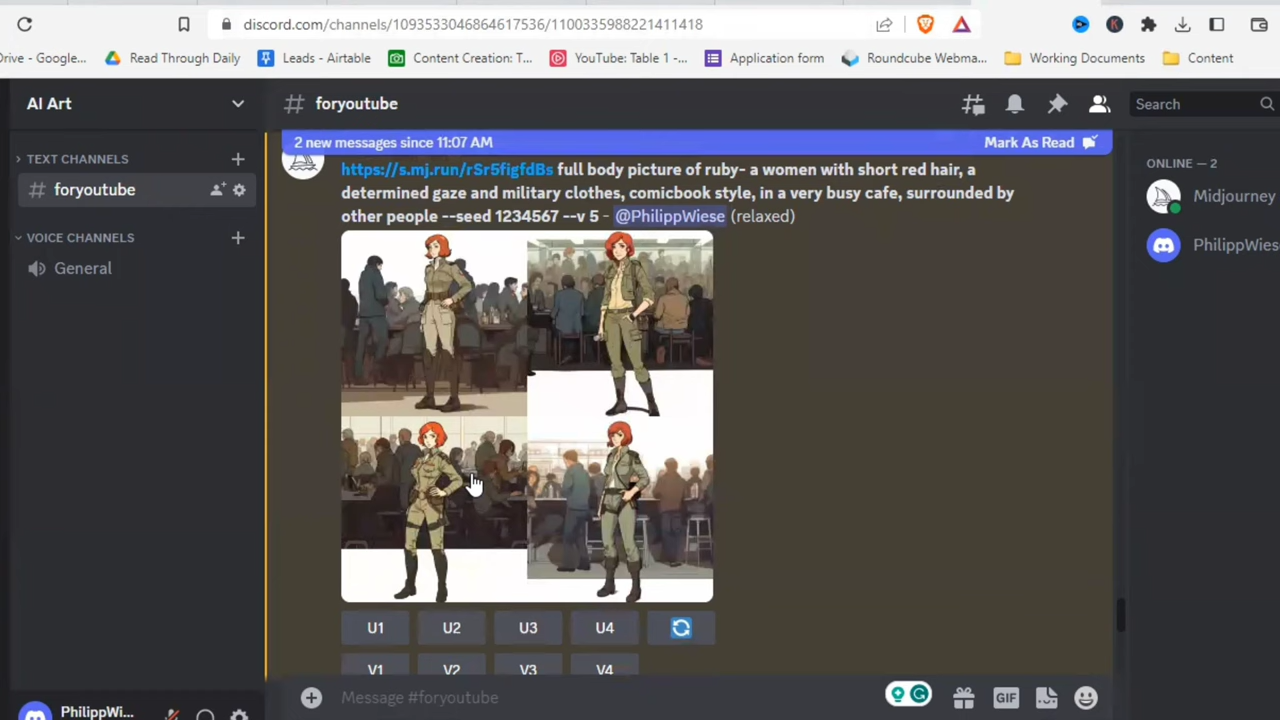 discord.com/channels/1093533046864617536/1100335988221411418
Drive - Google...
Read Through Daily
Leads - Airtable
Content Creation: T...
YouTube: Table 1 -...
Application form
Roundcube Webma...
Working Documents
Content
AI Art
foryoutube
Search
2 new messages since 11:07 AM
Mark As Read
TEXT CHANNELS
foryoutube
VOICE CHANNELS
General
https://s.mj.run/rSr5figfdBs full body picture of ruby- a women with short red hair, a
determined gaze and military clothes, comicbook style, in a very busy cafe, surrounded by
other people --seed 1234567 --v 5 - @PhilippWiese (relaxed)
ONLINE — 2
Midjourney
PhilippWies
U1
U2
U3
U4
V1
V2
V3
V4
Message #foryoutube
GIF
PhilippWi...